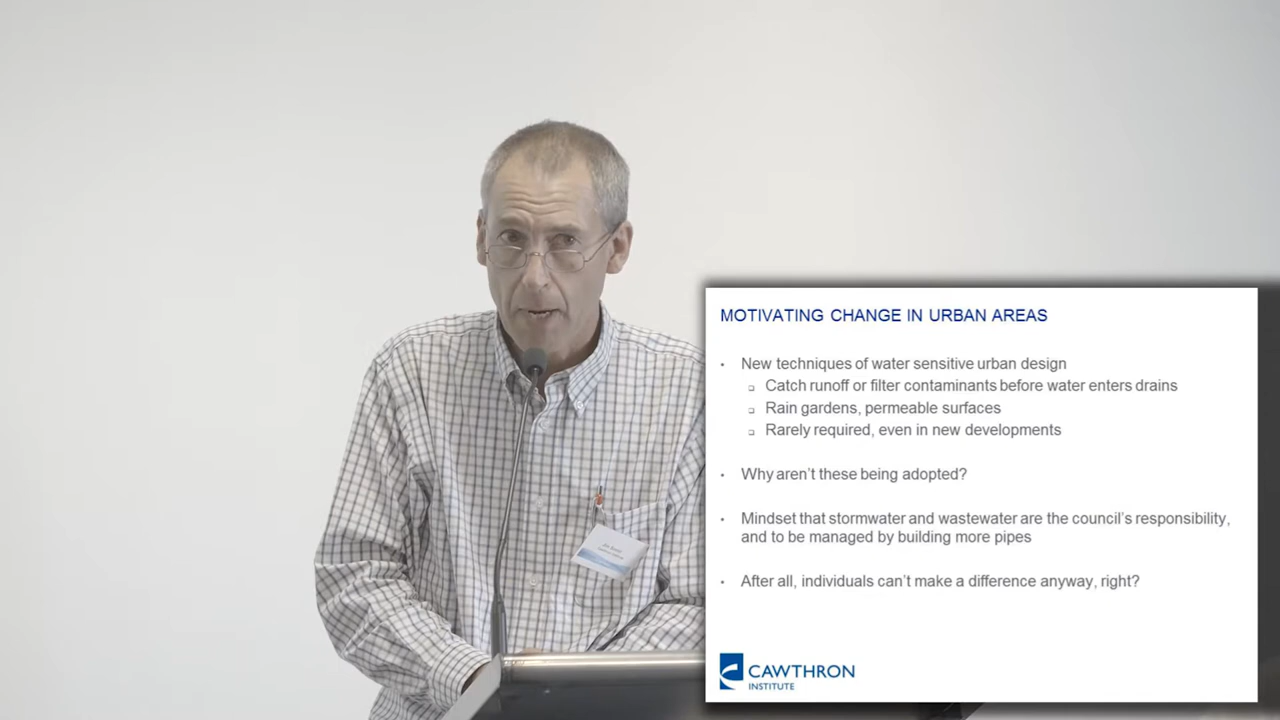 MOTIVATING CHANGE IN URBAN AREAS
• New techniques of water sensitive urban design
❑ Catch runoff or filter contaminants before water enters drains
❑ Rain gardens, permeable surfaces
❑ Rarely required, even in new developments
• Why aren't these being adopted?
• Mindset that stormwater and wastewater are the council's responsibility,
and to be managed by building more pipes
• After all, individuals can't make a difference anyway, right?
CAWTHRON
INSTITUTE